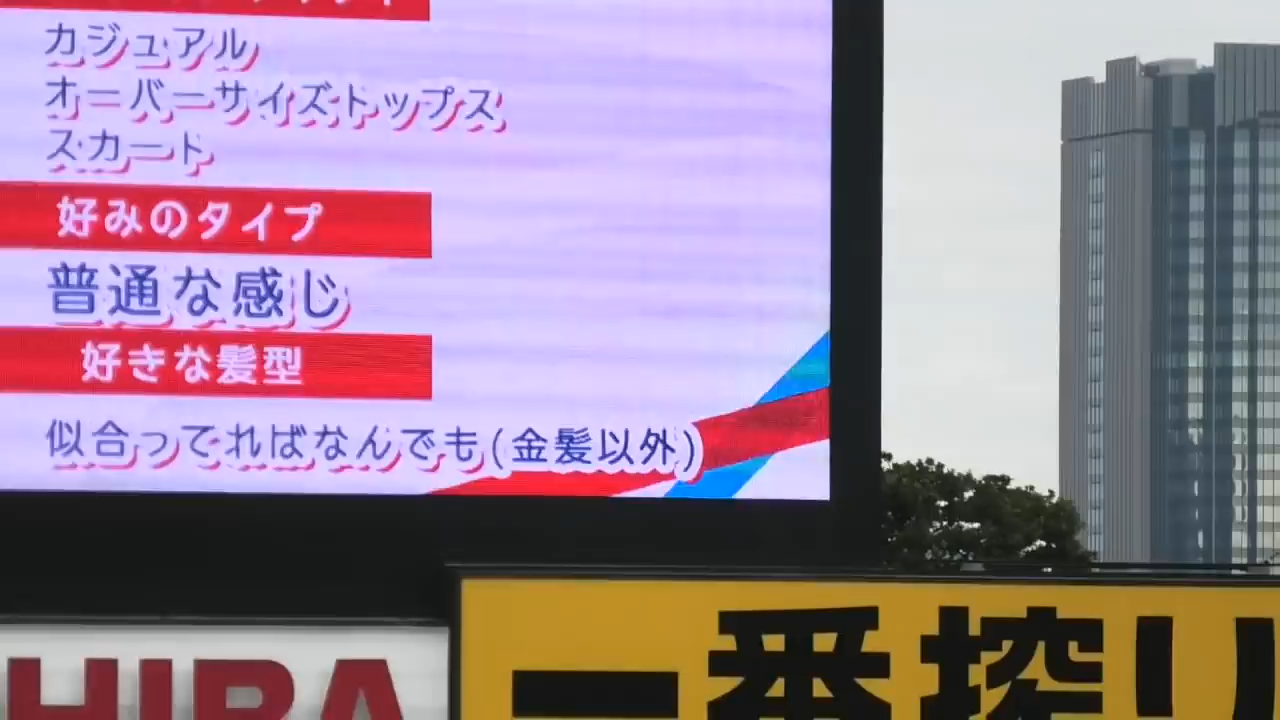 カジュアル
オーバーサイズトップス
スカート
好みのタイプ
普通な感じ
好きな髪型
似合ってればなんでも(金髪以外)
HIBA
一番搾り